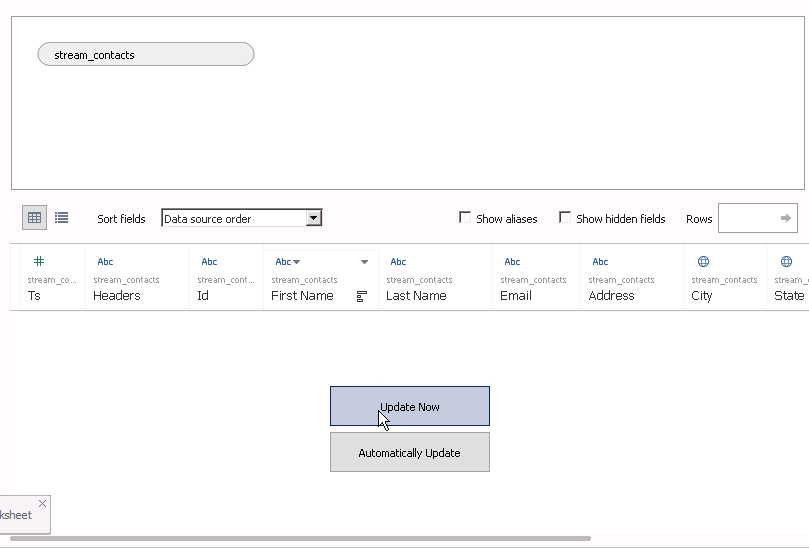 stream_contacts
Sort fields Data source order Show aliases Show hidden fields Rows
# Abc Abc Abc Abc Abc Abc
stream_co... stream_contacts stream_cont... stream_contacts stream_contacts stream_contacts stream_contacts stream_contacts stream_co
Ts Headers Id First Name Last Name Email Address City State
Update Now
Automatically Update
ksheet